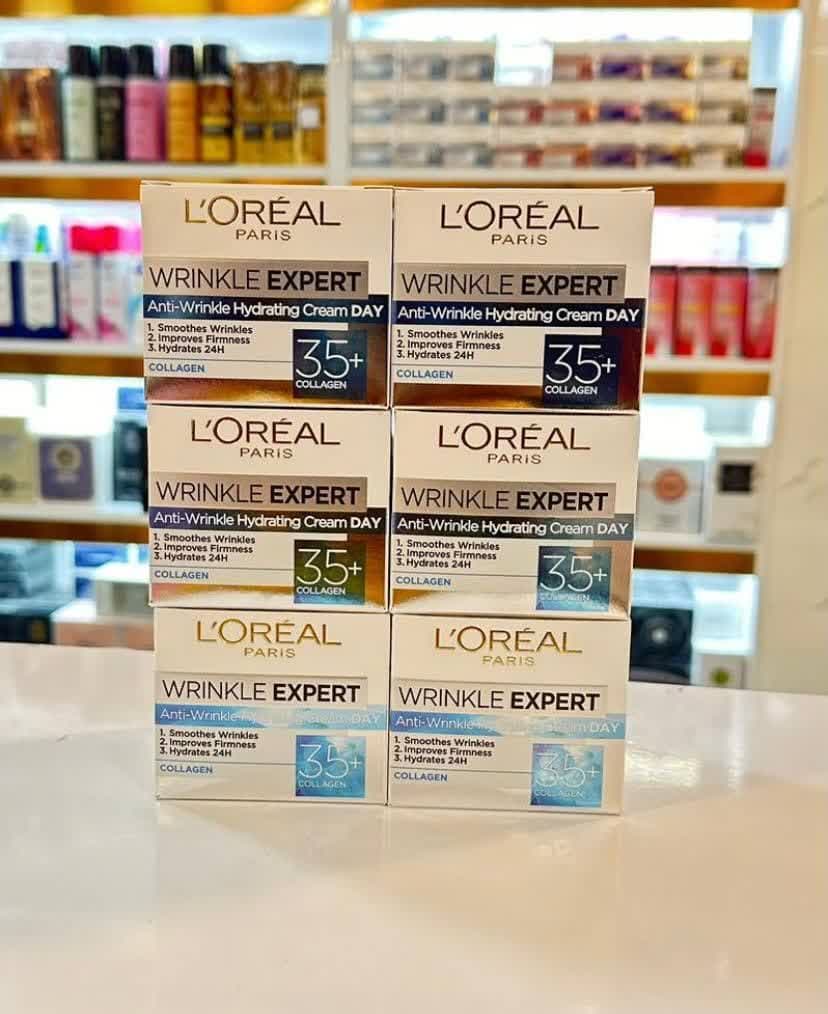 L'ORÉAL
PARIS
WRINKLE EXPERT
Anti-Wrinkle Hydrating Cream DAY
1. Smoothes Wrinkles
2. Improves Firmness
3. Hydrates 24H
COLLAGEN
35+
COLLAGEN
L'ORÉAL
PARIS
WRINKLE EXPERT
Anti-Wrinkle Hydrating Cream DAY
1. Smoothes Wrinkles
2. Improves Firmness
3. Hydrates 24H
COLLAGEN
35+
COLLAGEN
L'ORÉAL
PARIS
WRINKLE EXPERT
Anti-Wrinkle Hydrating Cream DAY
1. Smoothes Wrinkles
2. Improves Firmness
3. Hydrates 24H
COLLAGEN
35+
COLLAGEN
L'ORÉAL
PARIS
WRINKLE EXPERT
Anti-Wrinkle Hydrating Cream DAY
1. Smoothes Wrinkles
2. Improves Firmness
3. Hydrates 24H
COLLAGEN
35+
COLLAGEN
L'ORÉAL
PARIS
WRINKLE EXPERT
Anti-Wrinkle Hydrating Cream DAY
1. Smoothes Wrinkles
2. Improves Firmness
3. Hydrates 24H
COLLAGEN
35+
COLLAGEN
L'ORÉAL
PARIS
WRINKLE EXPERT
Anti-Wrinkle Hydrating Cream DAY
1. Smoothes Wrinkles
2. Improves Firmness
3. Hydrates 24H
COLLAGEN
35+
COLLAGEN